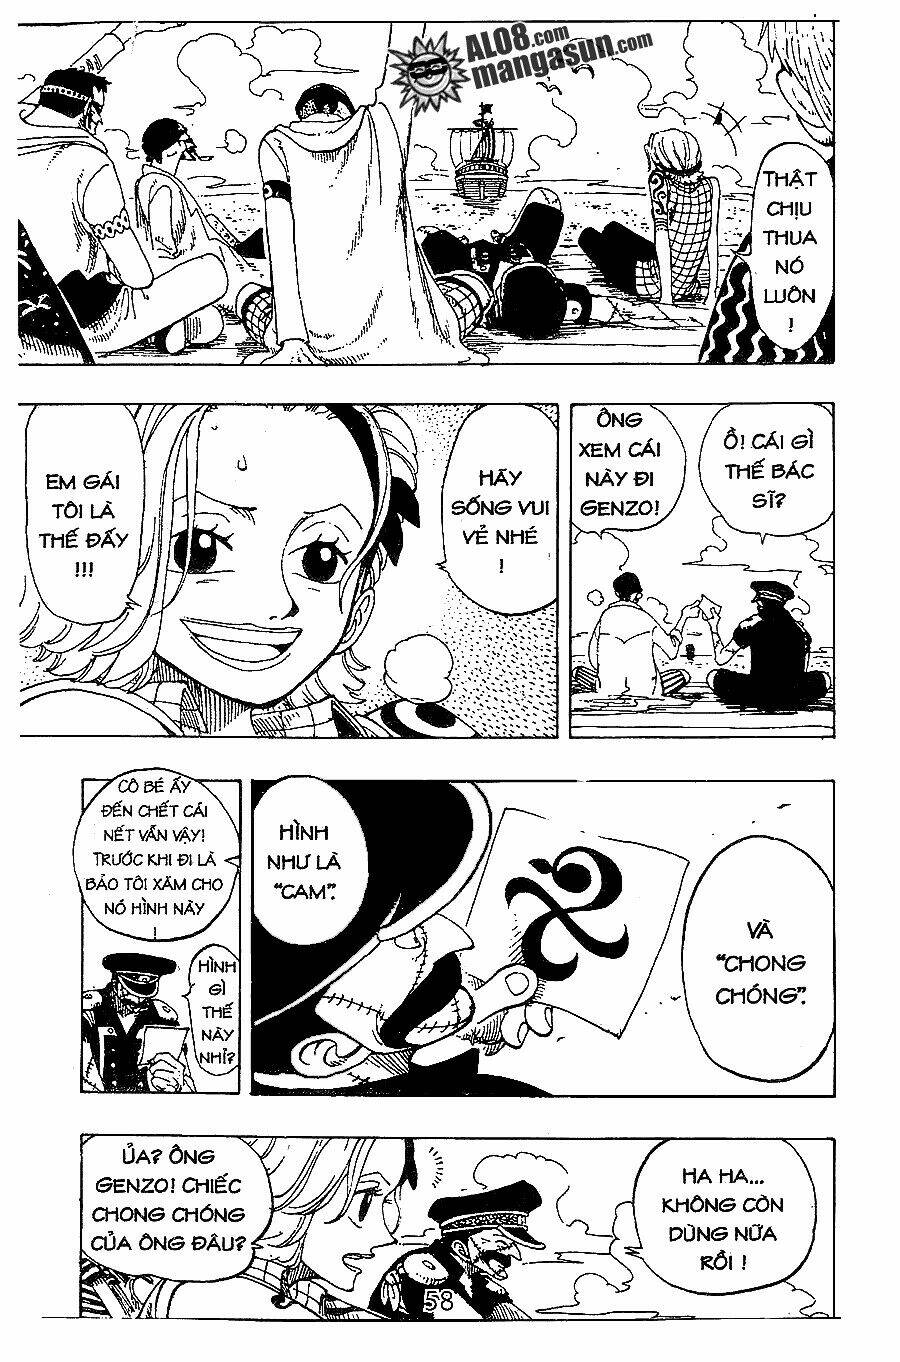 AL08.com
mangasun.com
THẬT
CHỊU
THUA
NÓ
LUÔN
!
EM GÁI
TÔI LÀ
THẾ ĐẤY
!!!
HÃY
SỐNG VUI
VẺ NHÉ
!
ÔNG
XEM CÁI
NÀY ĐI
GENZO!
Ồ! CÁI GÌ
THẾ BÁC
SĨ?
CÔ BÉ ẤY
ĐẾN CHẾT CÁI
NẾT VẪN VẬY!
TRƯỚC KHI ĐI LÀ
BẢO TÔI XĂM CHO
NÓ HÌNH NÀY
!
HÌNH
GÌ
THẾ
NÀY
NHỈ?
HÌNH
NHƯ LÀ
"CAM".
VÀ
"CHONG
CHÓNG".
ỦA? ÔNG
GENZO! CHIẾC
CHONG CHÓNG
CỦA ÔNG ĐÂU?
HA HA...
KHÔNG CÒN
DÙNG NỮA
RỒI !
58